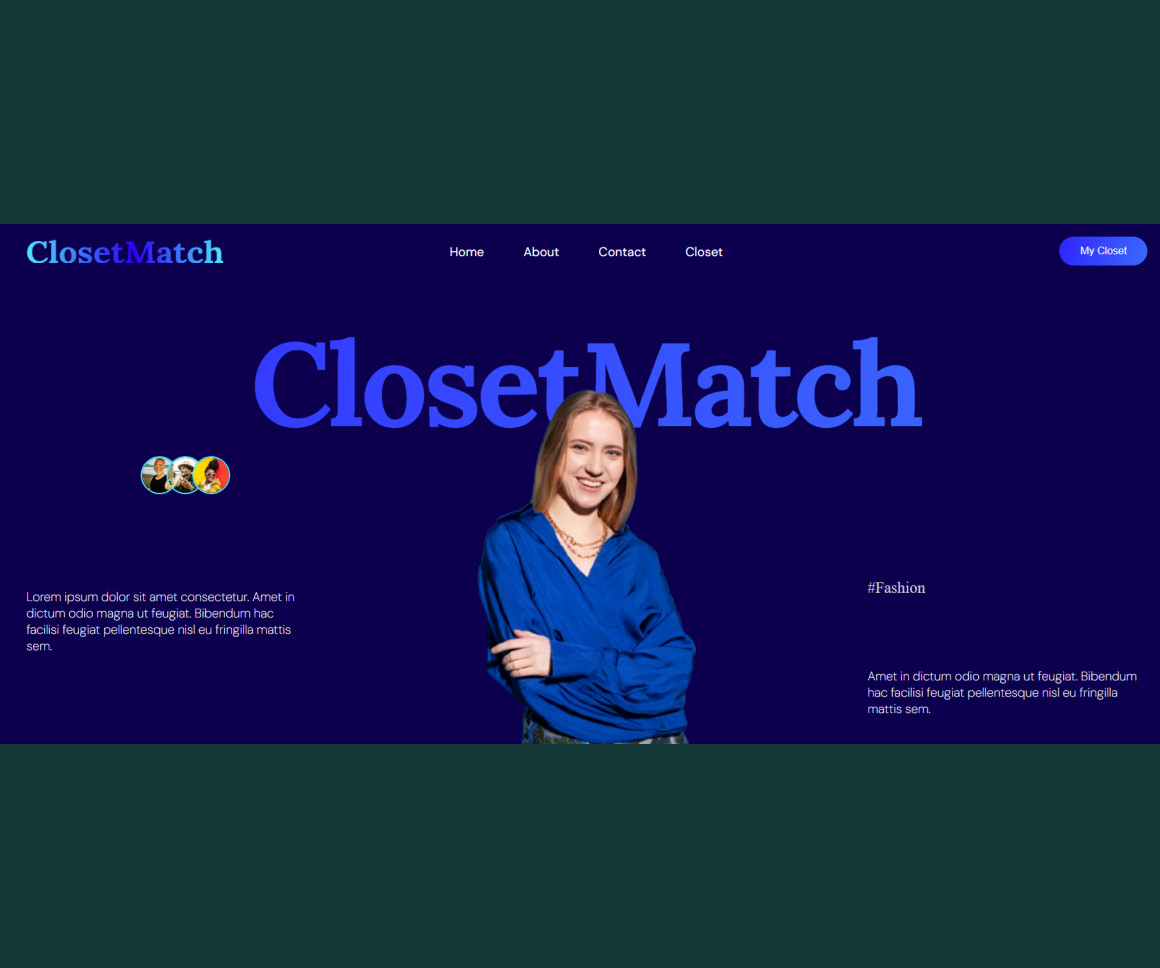 ClosetMatch
Home
About
Contact
Closet
My Closet
ClosetMatch
Lorem ipsum dolor sit amet consectetur. Amet in
dictum odio magna ut feugiat. Bibendum hac
facilisi feugiat pellentesque nisl eu fringilla mattis
sem.
#Fashion
Amet in dictum odio magna ut feugiat. Bibendum
hac facilisi feugiat pellentesque nisl eu fringilla
mattis sem.